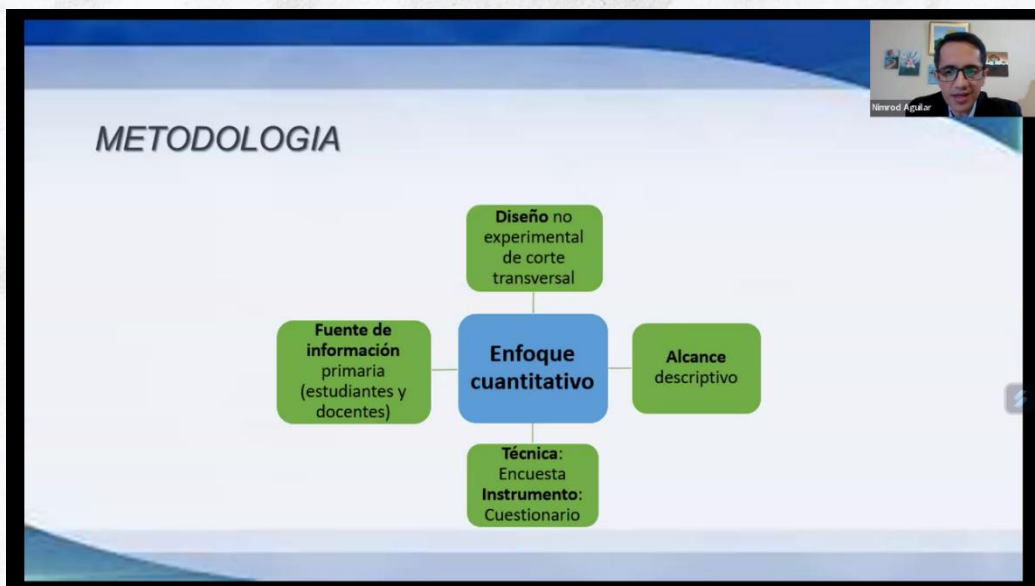 Nimrod Aguilar
METODOLOGIA
Diseño no
experimental
de corte
transversal
Fuente de
información
primaria
(estudiantes y
docentes)
Enfoque
cuantitativo
Alcance
descriptivo
Técnica:
Encuesta
Instrumento:
Cuestionario